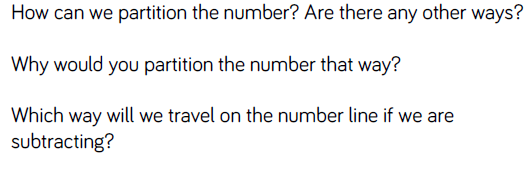 How can we partition the number? Are there any other ways?
Why would you partition the number that way?
Which way will we travel on the number line if we are
subtracting?